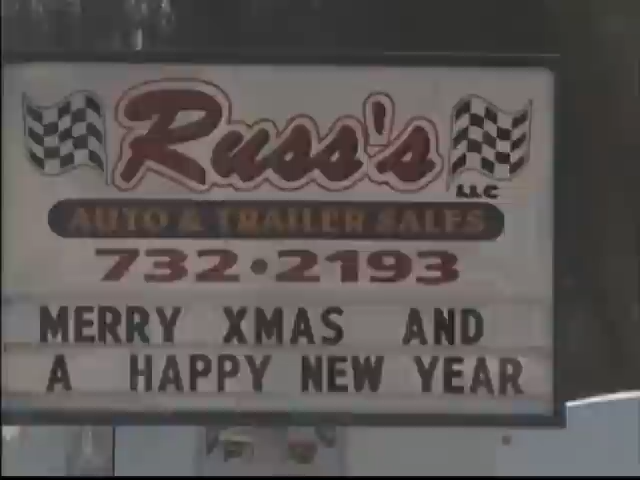 Russ's
LLC
AUTO & TRAILER SALES
732·2193
MERRY XMAS AND
A HAPPY NEW YEAR